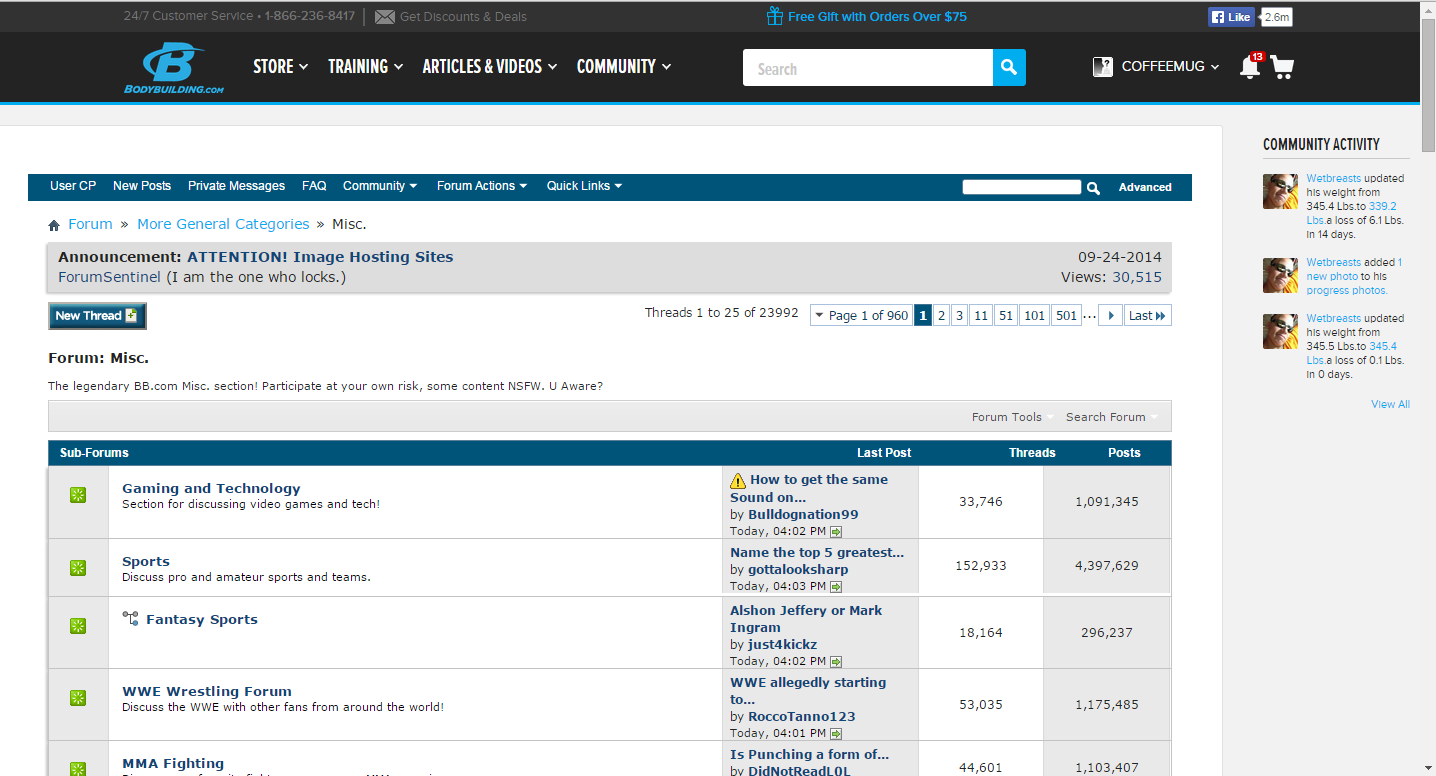 24/7 Customer Service • 1-866-236-8417 | Get Discounts & Deals
Free Gift with Orders Over $75
Like 2.6m
BODYBUILDING.COM
STORE TRAINING ARTICLES & VIDEOS COMMUNITY
Search
COFFEEMUG
13
COMMUNITY ACTIVITY
Wetbreasts updated
his weight from
345.4 Lbs.to 339.2
Lbs.a loss of 6.1 Lbs.
in 14 days.
Wetbreasts added 1
new photo to his
progress photos.
Wetbreasts updated
his weight from
345.5 Lbs.to 345.4
Lbs.a loss of 0.1 Lbs.
in 0 days.
View All
User CP New Posts Private Messages FAQ Community Forum Actions Quick Links
Advanced
Forum » More General Categories » Misc.
Announcement: ATTENTION! Image Hosting Sites 09-24-2014
ForumSentinel (I am the one who locks.) Views: 30,515
New Thread
Threads 1 to 25 of 23992 Page 1 of 960 1 2 3 11 51 101 501 ... Last
Forum: Misc.
The legendary BB.com Misc. section! Participate at your own risk, some content NSFW. U Aware?
Forum Tools Search Forum
Sub-Forums Last Post Threads Posts
Gaming and Technology
Section for discussing video games and tech!
How to get the same
Sound on...
by Bulldognation99
Today, 04:02 PM
33,746 1,091,345
Sports
Discuss pro and amateur sports and teams.
Name the top 5 greatest...
by gottalooksharp
Today, 04:03 PM
152,933 4,397,629
Fantasy Sports
Alshon Jeffery or Mark
Ingram
by just4kickz
Today, 04:02 PM
18,164 296,237
WWE Wrestling Forum
Discuss the WWE with other fans from around the world!
WWE allegedly starting
to...
by RoccoTanno123
Today, 04:01 PM
53,035 1,175,485
MMA Fighting
Is Punching a form of...
by DidNotReadL0L
44,601 1,103,407